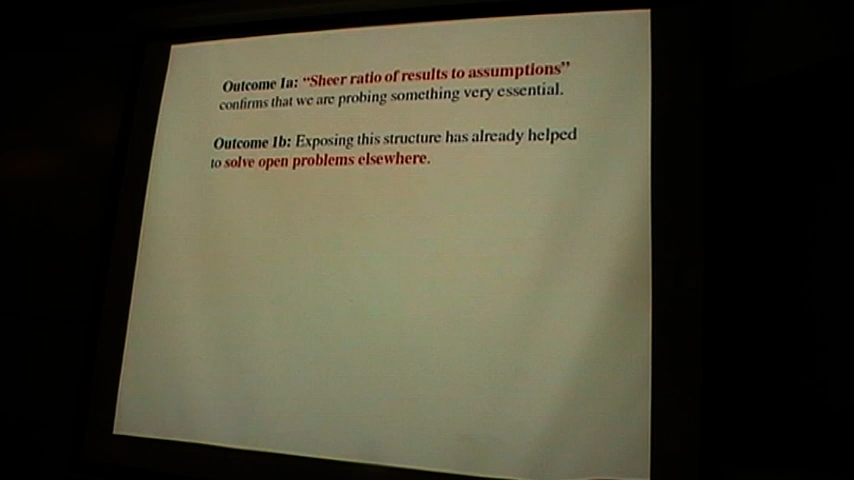 Outcome 1a: “Sheer ratio of results to assumptions”
confirms that we are probing something very essential.
Outcome 1b: Exposing this structure has already helped
to solve open problems elsewhere.